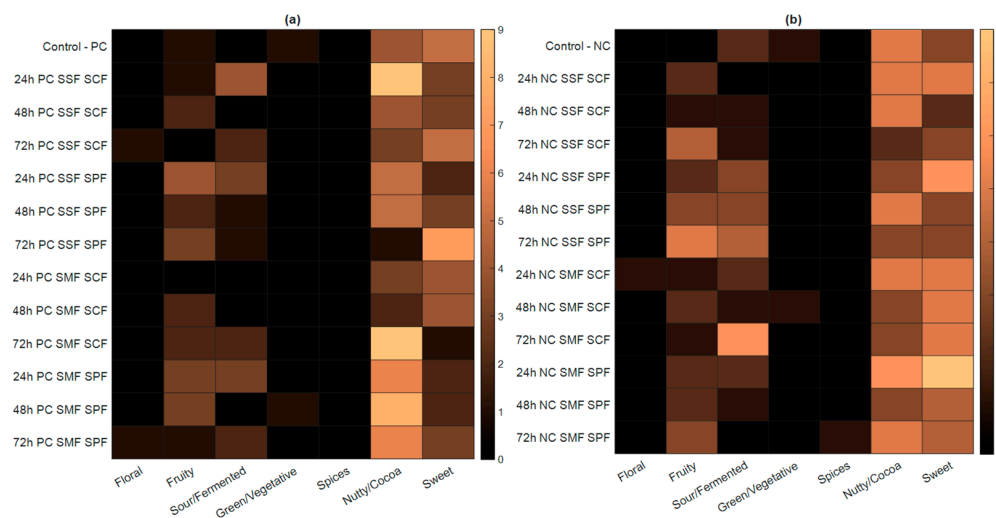 (a)
Control - PC
24h PC SSF SCF
48h PC SSF SCF
72h PC SSF SCF
24h PC SSF SPF
48h PC SSF SPF
72h PC SSF SPF
24h PC SMF SCF
48h PC SMF SCF
72h PC SMF SCF
24h PC SMF SPF
48h PC SMF SPF
72h PC SMF SPF
Floral
Fruity
Sour/Fermented
Green/Vegetative
Spices
Nutty/Cocoa
Sweet
9
8
7
6
5
4
3
2
1
0
(b)
Control - NC
24h NC SSF SCF
48h NC SSF SCF
72h NC SSF SCF
24h NC SSF SPF
48h NC SSF SPF
72h NC SSF SPF
24h NC SMF SCF
48h NC SMF SCF
72h NC SMF SCF
24h NC SMF SPF
48h NC SMF SPF
72h NC SMF SPF
Floral
Fruity
Sour/Fermented
Green/Vegetative
Spices
Nutty/Cocoa
Sweet